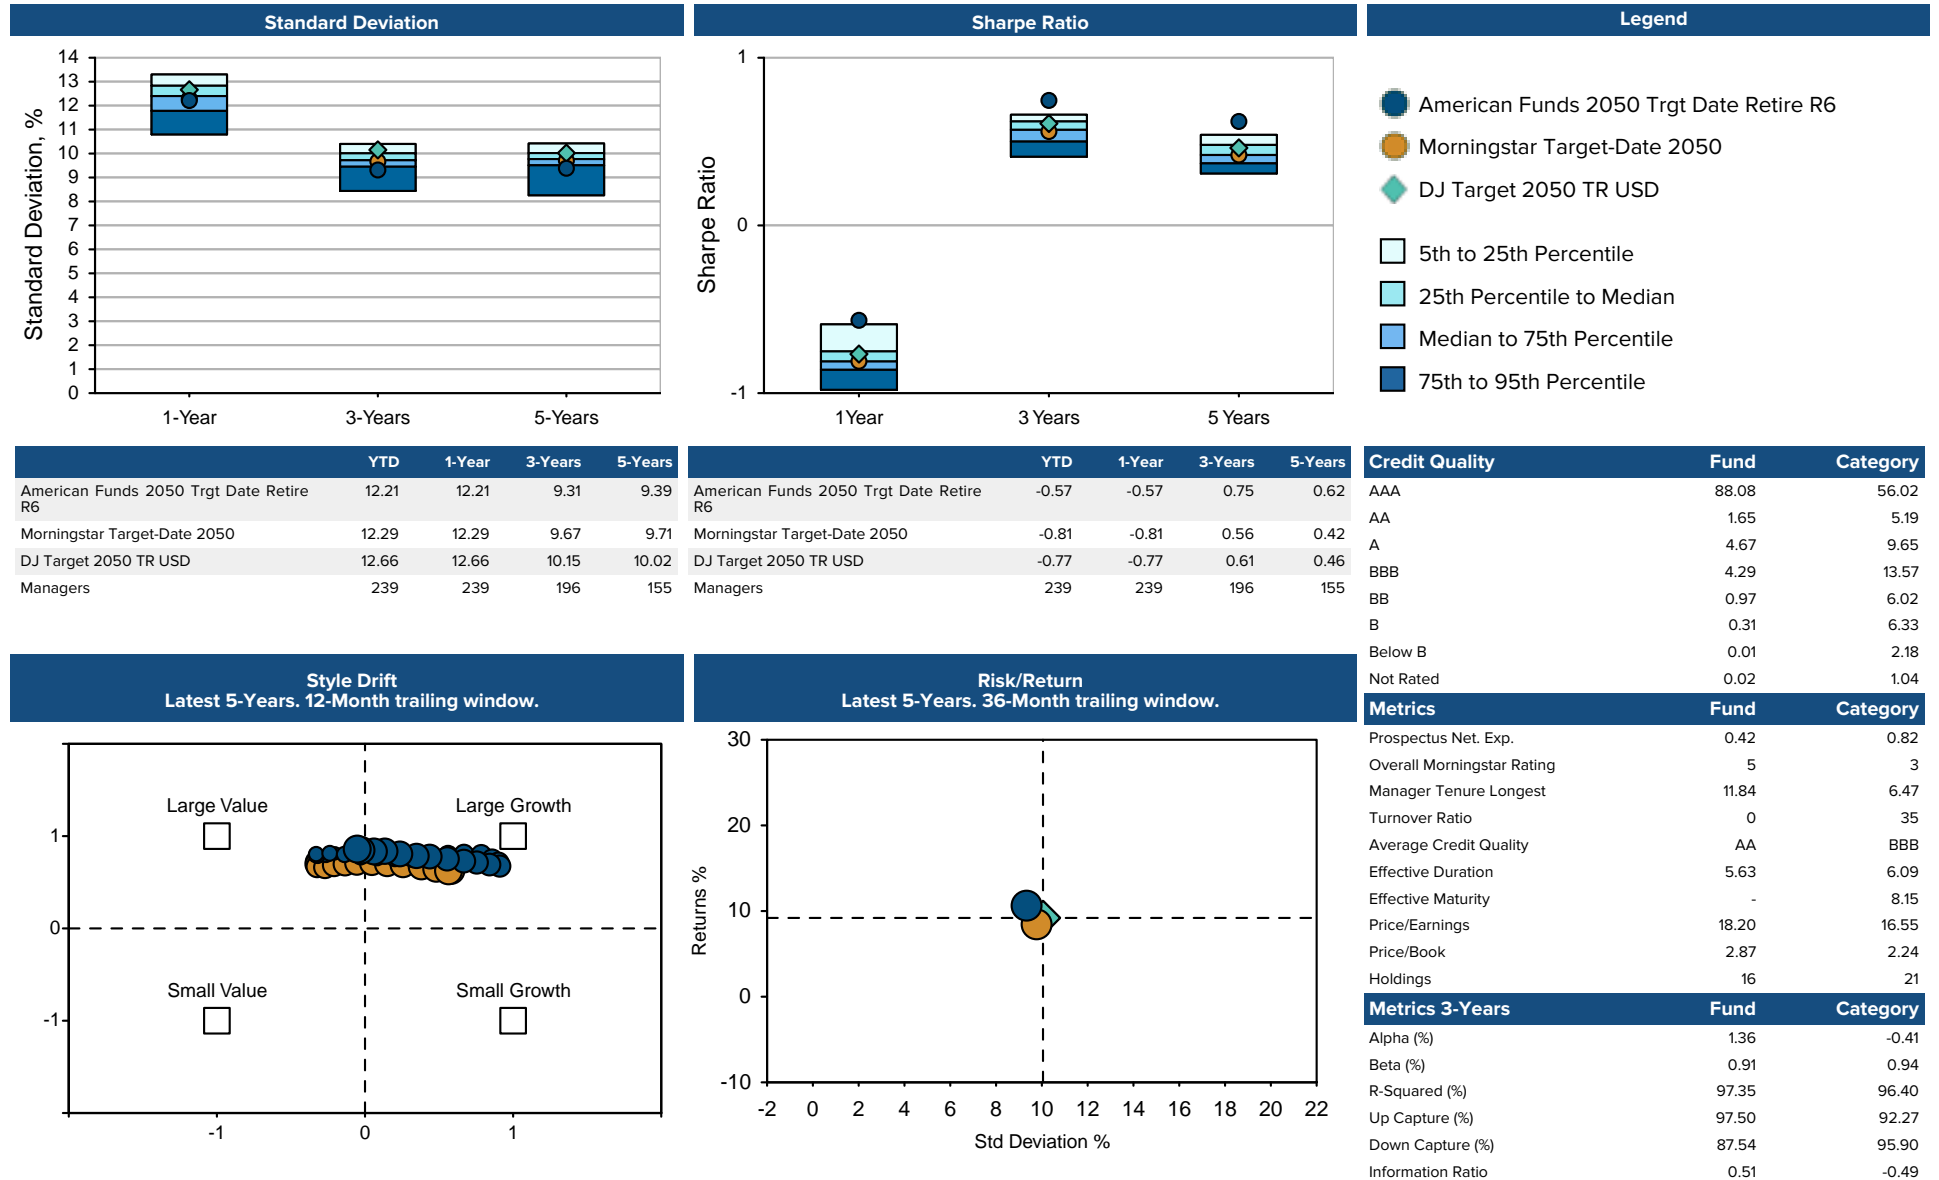 Standard Deviation
14
13
12
11
10
9
8
7
6
5
4
3
2
1
0
Standard Deviation, %
1-Year 3-Years 5-Years
Sharpe Ratio
1
0
-1
Sharpe Ratio
1 Year 3 Years 5 Years
Legend
American Funds 2050 Trgt Date Retire R6
Morningstar Target-Date 2050
DJ Target 2050 TR USD
5th to 25th Percentile
25th Percentile to Median
Median to 75th Percentile
75th to 95th Percentile
YTD 1-Year 3-Years 5-Years
American Funds 2050 Trgt Date Retire 12.21 12.21 9.31 9.39
R6
Morningstar Target-Date 2050 12.29 12.29 9.67 9.71
DJ Target 2050 TR USD 12.66 12.66 10.15 10.02
Managers 239 239 196 155
YTD 1-Year 3-Years 5-Years
American Funds 2050 Trgt Date Retire -0.57 -0.57 0.75 0.62
R6
Morningstar Target-Date 2050 -0.81 -0.81 0.56 0.42
DJ Target 2050 TR USD -0.77 -0.77 0.61 0.46
Managers 239 239 196 155
Credit Quality Fund Category
AAA 88.08 56.02
AA 1.65 5.19
A 4.67 9.65
BBB 4.29 13.57
BB 0.97 6.02
B 0.31 6.33
Below B 0.01 2.18
Not Rated 0.02 1.04
Metrics Fund Category
Prospectus Net. Exp. 0.42 0.82
Overall Morningstar Rating 5 3
Manager Tenure Longest 11.84 6.47
Turnover Ratio 0 35
Average Credit Quality AA BBB
Effective Duration 5.63 6.09
Effective Maturity - 8.15
Price/Earnings 18.20 16.55
Price/Book 2.87 2.24
Holdings 16 21
Metrics 3-Years Fund Category
Alpha (%) 1.36 -0.41
Beta (%) 0.91 0.94
R-Squared (%) 97.35 96.40
Up Capture (%) 97.50 92.27
Down Capture (%) 87.54 95.90
Information Ratio 0.51 -0.49
Style Drift
Latest 5-Years. 12-Month trailing window.
Large Value Large Growth
1
0
Small Value Small Growth
-1
-1 0 1
Risk/Return
Latest 5-Years. 36-Month trailing window.
30
20
10
0
-10
Returns %
-2 0 2 4 6 8 10 12 14 16 18 20 22
Std Deviation %